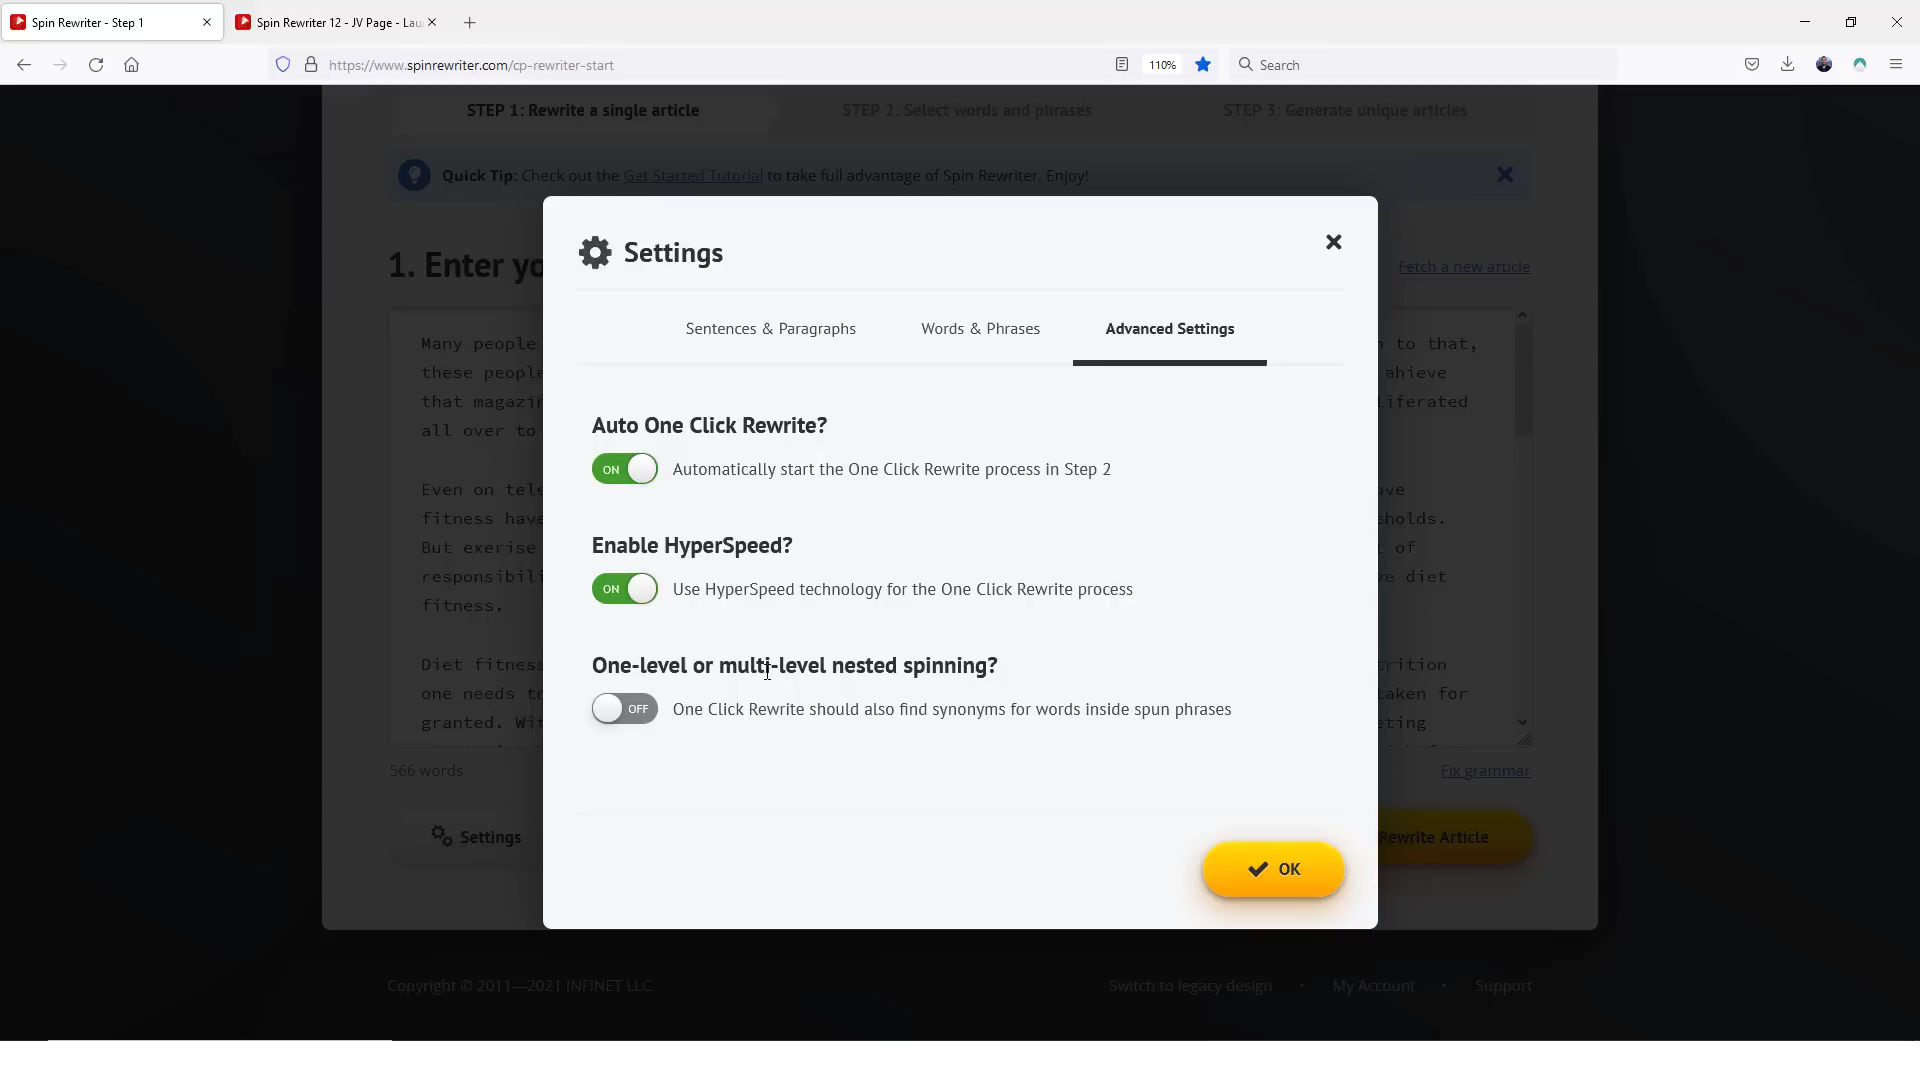 Spin Rewriter - Step 1
Spin Rewriter 12 - JV Page - Lau
https://www.spinrewriter.com/cp-rewriter-start
110%
Search
STEP 1: Rewrite a single article
STEP 2: Select words and phrases
STEP 3: Generate unique articles
Quick Tip: Check out the Get Started Tutorial to take full advantage of Spin Rewriter. Enjoy!
1. Enter yo
Fetch a new article
Settings
Sentences & Paragraphs
Words & Phrases
Advanced Settings
Many people
n to that,
these people
ahieve
that magazin
liferated
all over to
Auto One Click Rewrite?
ON
Automatically start the One Click Rewrite process in Step 2
Even on tele
ove
fitness have
eholds.
But exerise
t of
responsibili
ve diet
fitness.
Enable HyperSpeed?
ON
Use HyperSpeed technology for the One Click Rewrite process
Diet fitness
trition
one needs to
taken for
granted. Wit
eting
One-level or multi-level nested spinning?
OFF
One Click Rewrite should also find synonyms for words inside spun phrases
566 words
Fix grammar
Settings
Rewrite Article
OK
Copyright © 2011—2021 INFINET LLC
Switch to legacy design
My Account
Support